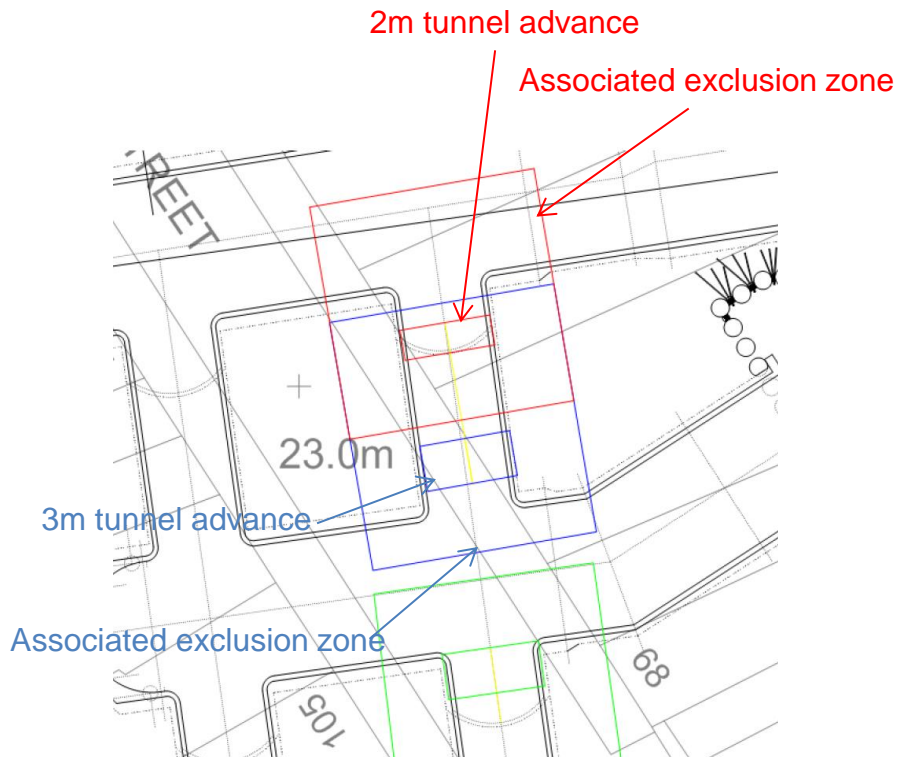 2m tunnel advance
Associated exclusion zone
REET
23.0m
3m tunnel advance
Associated exclusion zone
68
105